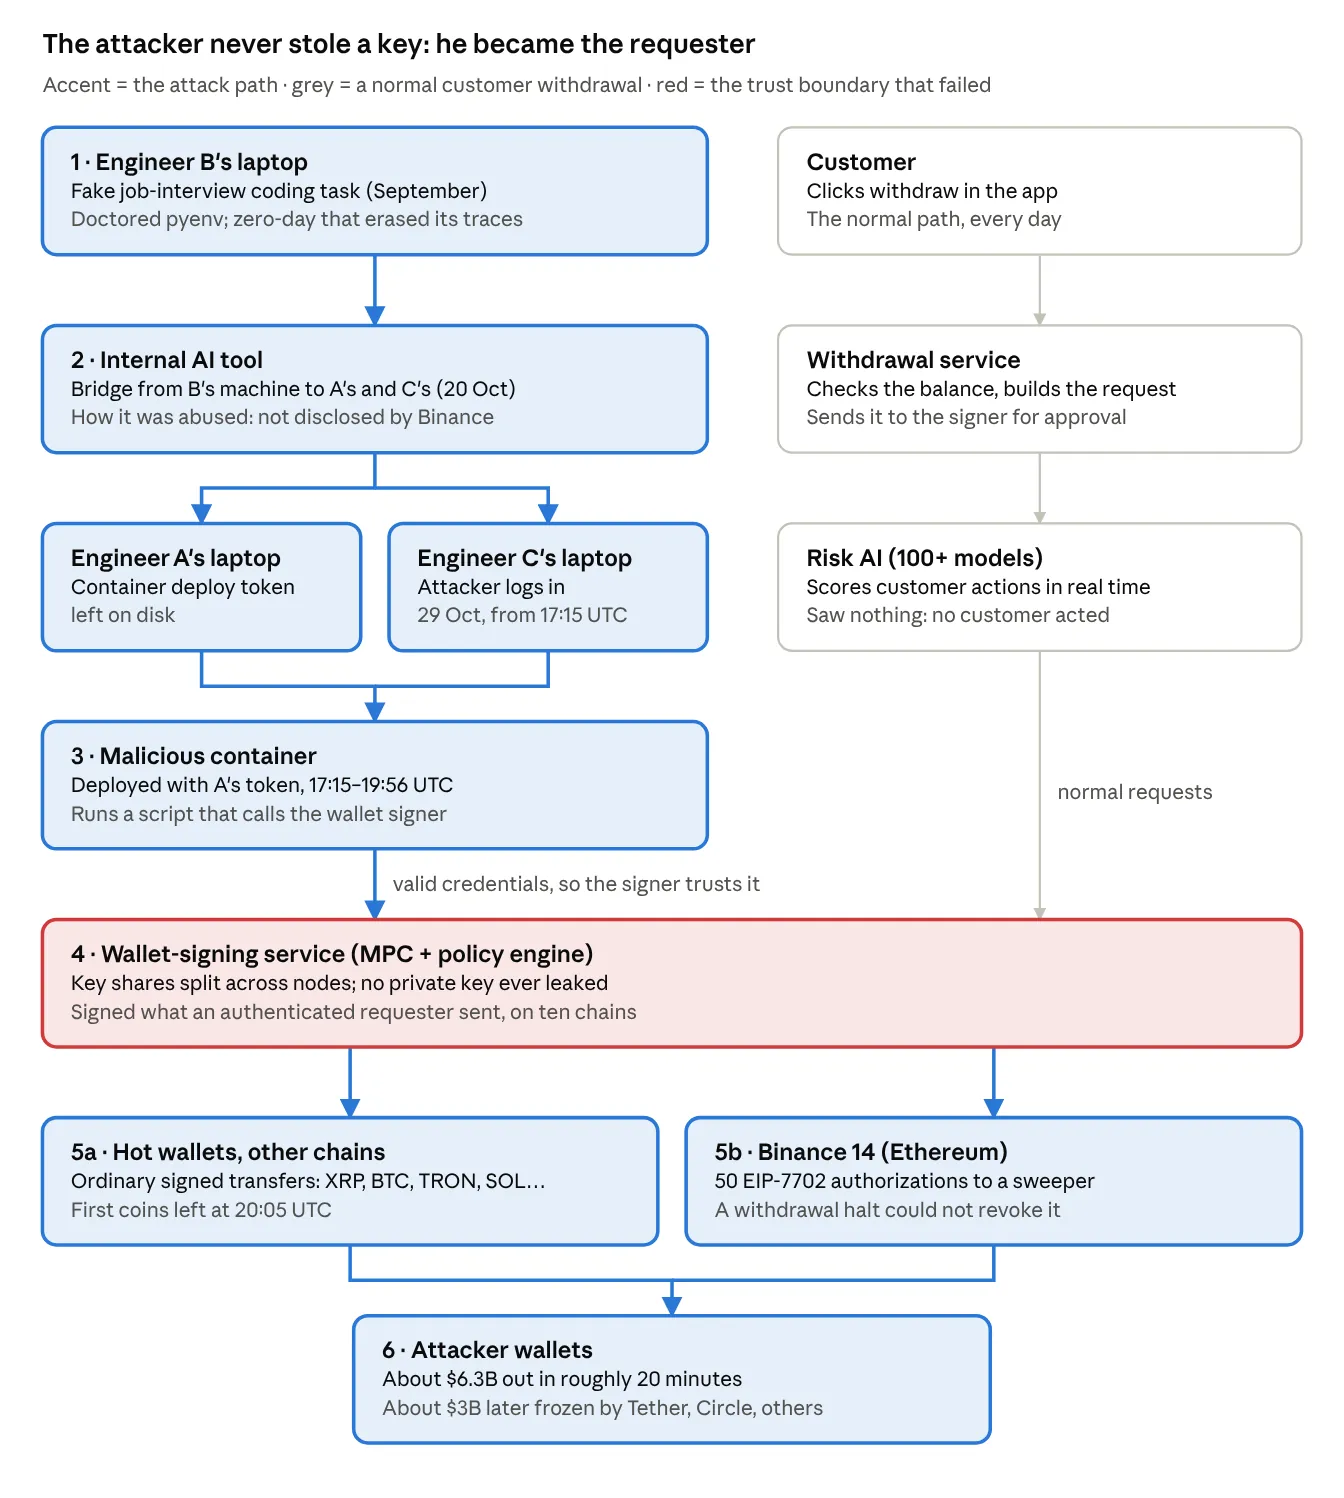 The attacker never stole a key: he became the requester
Accent = the attack path · grey = a normal customer withdrawal · red = the trust boundary that failed
1 · Engineer B's laptop
Fake job-interview coding task (September)
Doctored pyenv; zero-day that erased its traces
Customer
Clicks withdraw in the app
The normal path, every day
2 · Internal AI tool
Bridge from B's machine to A's and C's (20 Oct)
How it was abused: not disclosed by Binance
Withdrawal service
Checks the balance, builds the request
Sends it to the signer for approval
Engineer A's laptop
Container deploy token
left on disk
Engineer C's laptop
Attacker logs in
29 Oct, from 17:15 UTC
Risk AI (100+ models)
Scores customer actions in real time
Saw nothing: no customer acted
3 · Malicious container
Deployed with A's token, 17:15–19:56 UTC
Runs a script that calls the wallet signer
normal requests
valid credentials, so the signer trusts it
4 · Wallet-signing service (MPC + policy engine)
Key shares split across nodes; no private key ever leaked
Signed what an authenticated requester sent, on ten chains
5a · Hot wallets, other chains
Ordinary signed transfers: XRP, BTC, TRON, SOL…
First coins left at 20:05 UTC
5b · Binance 14 (Ethereum)
50 EIP-7702 authorizations to a sweeper
A withdrawal halt could not revoke it
6 · Attacker wallets
About $6.3B out in roughly 20 minutes
About $3B later frozen by Tether, Circle, others